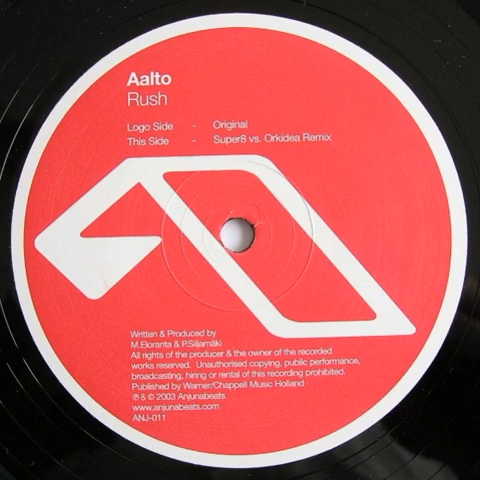 Aalto
Rush
Logo Side - Original
This Side - Super8 vs. Orkidea Remix
Written & Produced by
M.Eloranta & P.Siljamäki
All rights of the producer & the owner of the recorded
works reserved. Unauthorised copying, public performance,
broadcasting, hiring or rental of this recording prohibited.
Published by Warner/Chappell Music Holland
℗ & © 2003 Anjunabeats
www.anjunabeats.com
ANJ-011